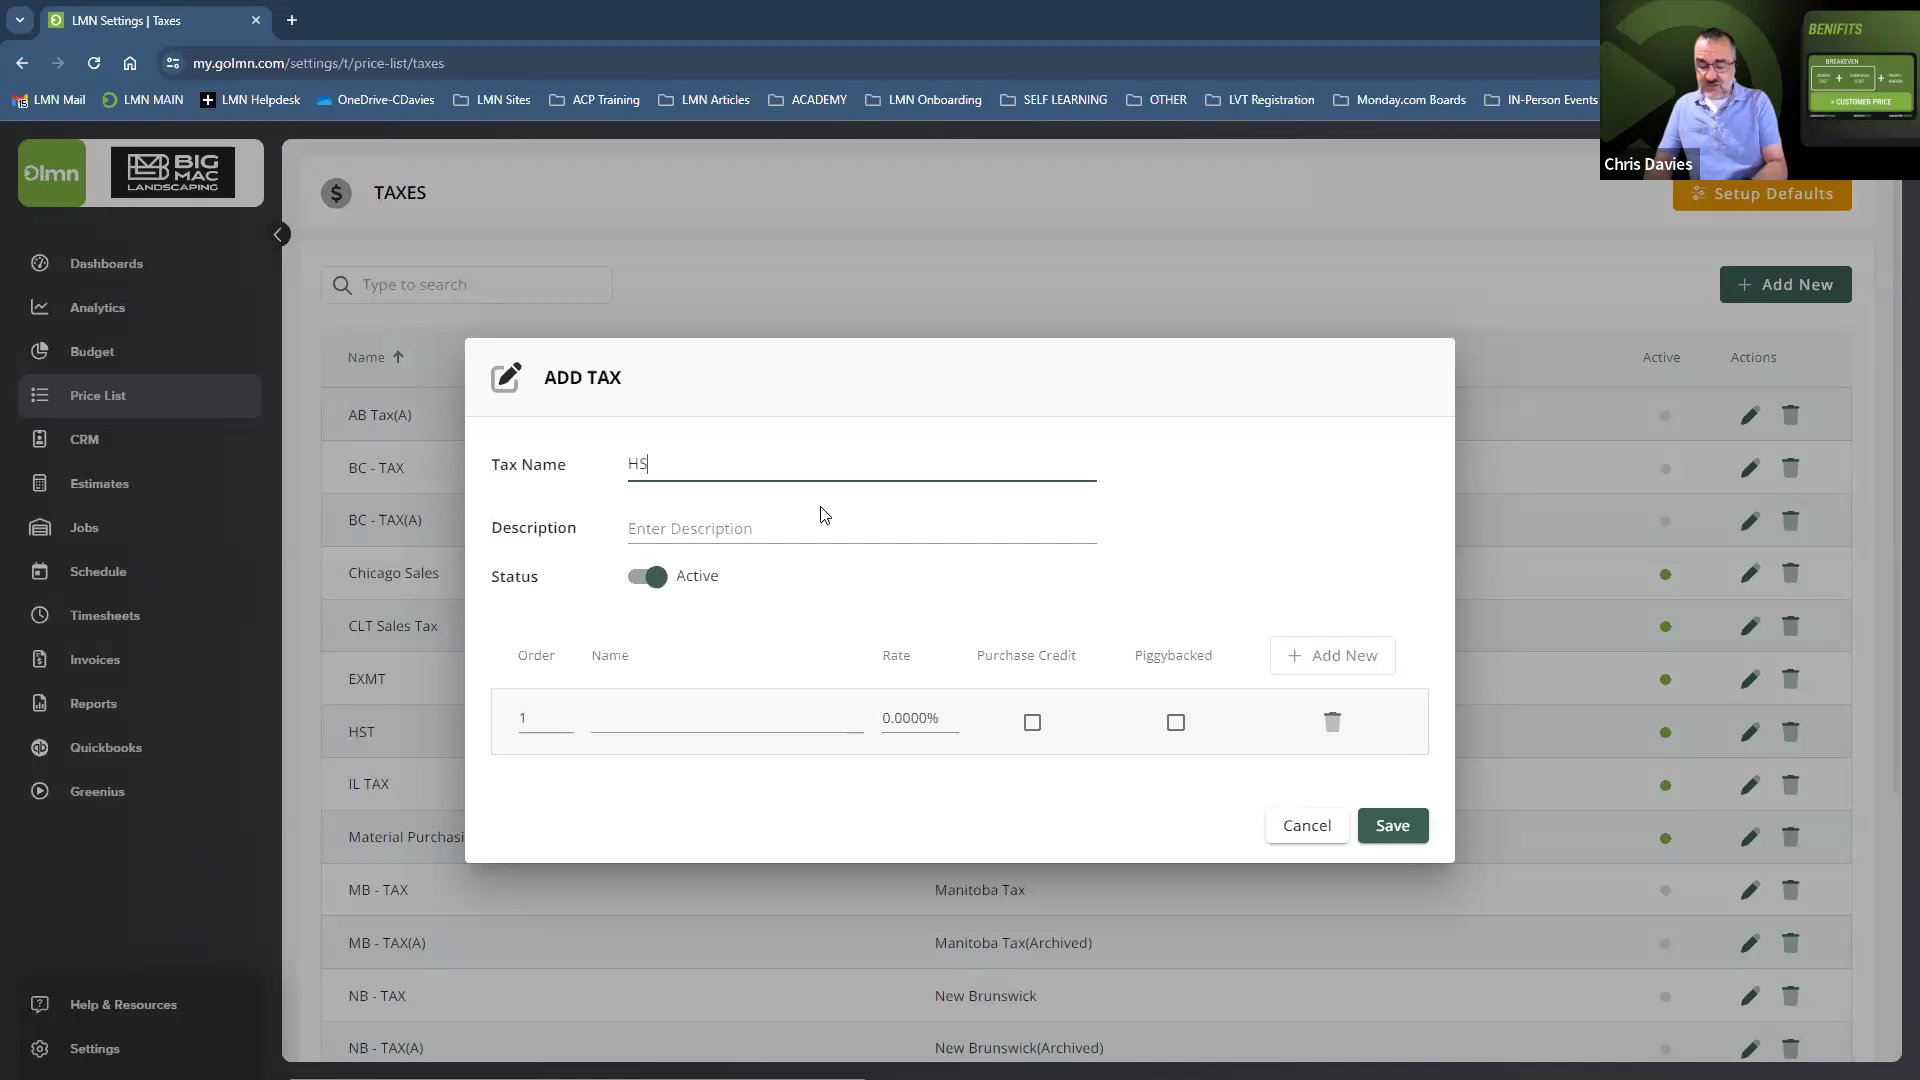 LMN Settings | Taxes
my.golmn.com/settings/t/price-list/taxes
LMN Mail
LMN MAIN
LMN Helpdesk
OneDrive-CDavies
LMN Sites
ACP Training
LMN Articles
ACADEMY
LMN Onboarding
SELF LEARNING
OTHER
LVT Registration
Monday.com Boards
IN-Person Events
BENIFITS
BREAKEVEN
= CUSTOMER PRICE
Chris Davies
lmn
BIG
MAC
LANDSCAPING
TAXES
Setup Defaults
Dashboards
Analytics
Budget
Price List
CRM
Estimates
Jobs
Schedule
Timesheets
Invoices
Reports
Quickbooks
Greenius
Help & Resources
Settings
Type to search
+ Add New
Name
Active
Actions
AB Tax(A)
BC - TAX
BC - TAX(A)
Chicago Sales
CLT Sales Tax
EXMT
HST
IL TAX
Material Purchasi
MB - TAX
Manitoba Tax
MB - TAX(A)
Manitoba Tax(Archived)
NB - TAX
New Brunswick
NB - TAX(A)
New Brunswick(Archived)
ADD TAX
Tax Name
HS
Description
Enter Description
Status
Active
Order
Name
Rate
Purchase Credit
Piggybacked
+ Add New
1
0.0000%
Cancel
Save